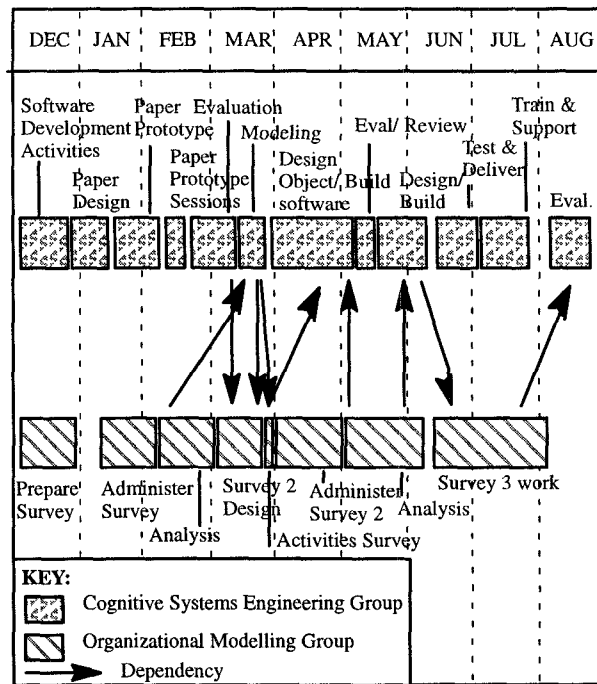 DEC JAN FEB MAR APR MAY JUN JUL AUG
Software
Development
Activities
Paper
Design
Paper
Prototype
Paper
Prototype
Sessions
Evaluation
Modeling
Design
Object/Build
software
Eval/ Review
Design/
Build
Test &
Deliver
Train &
Support
Eval.
Prepare
Survey
Administer
Survey
Analysis
Survey 2
Design
Activities Survey
Administer
Survey 2
Analysis
Survey 3 work
KEY:
Cognitive Systems Engineering Group
Organizational Modelling Group
Dependency